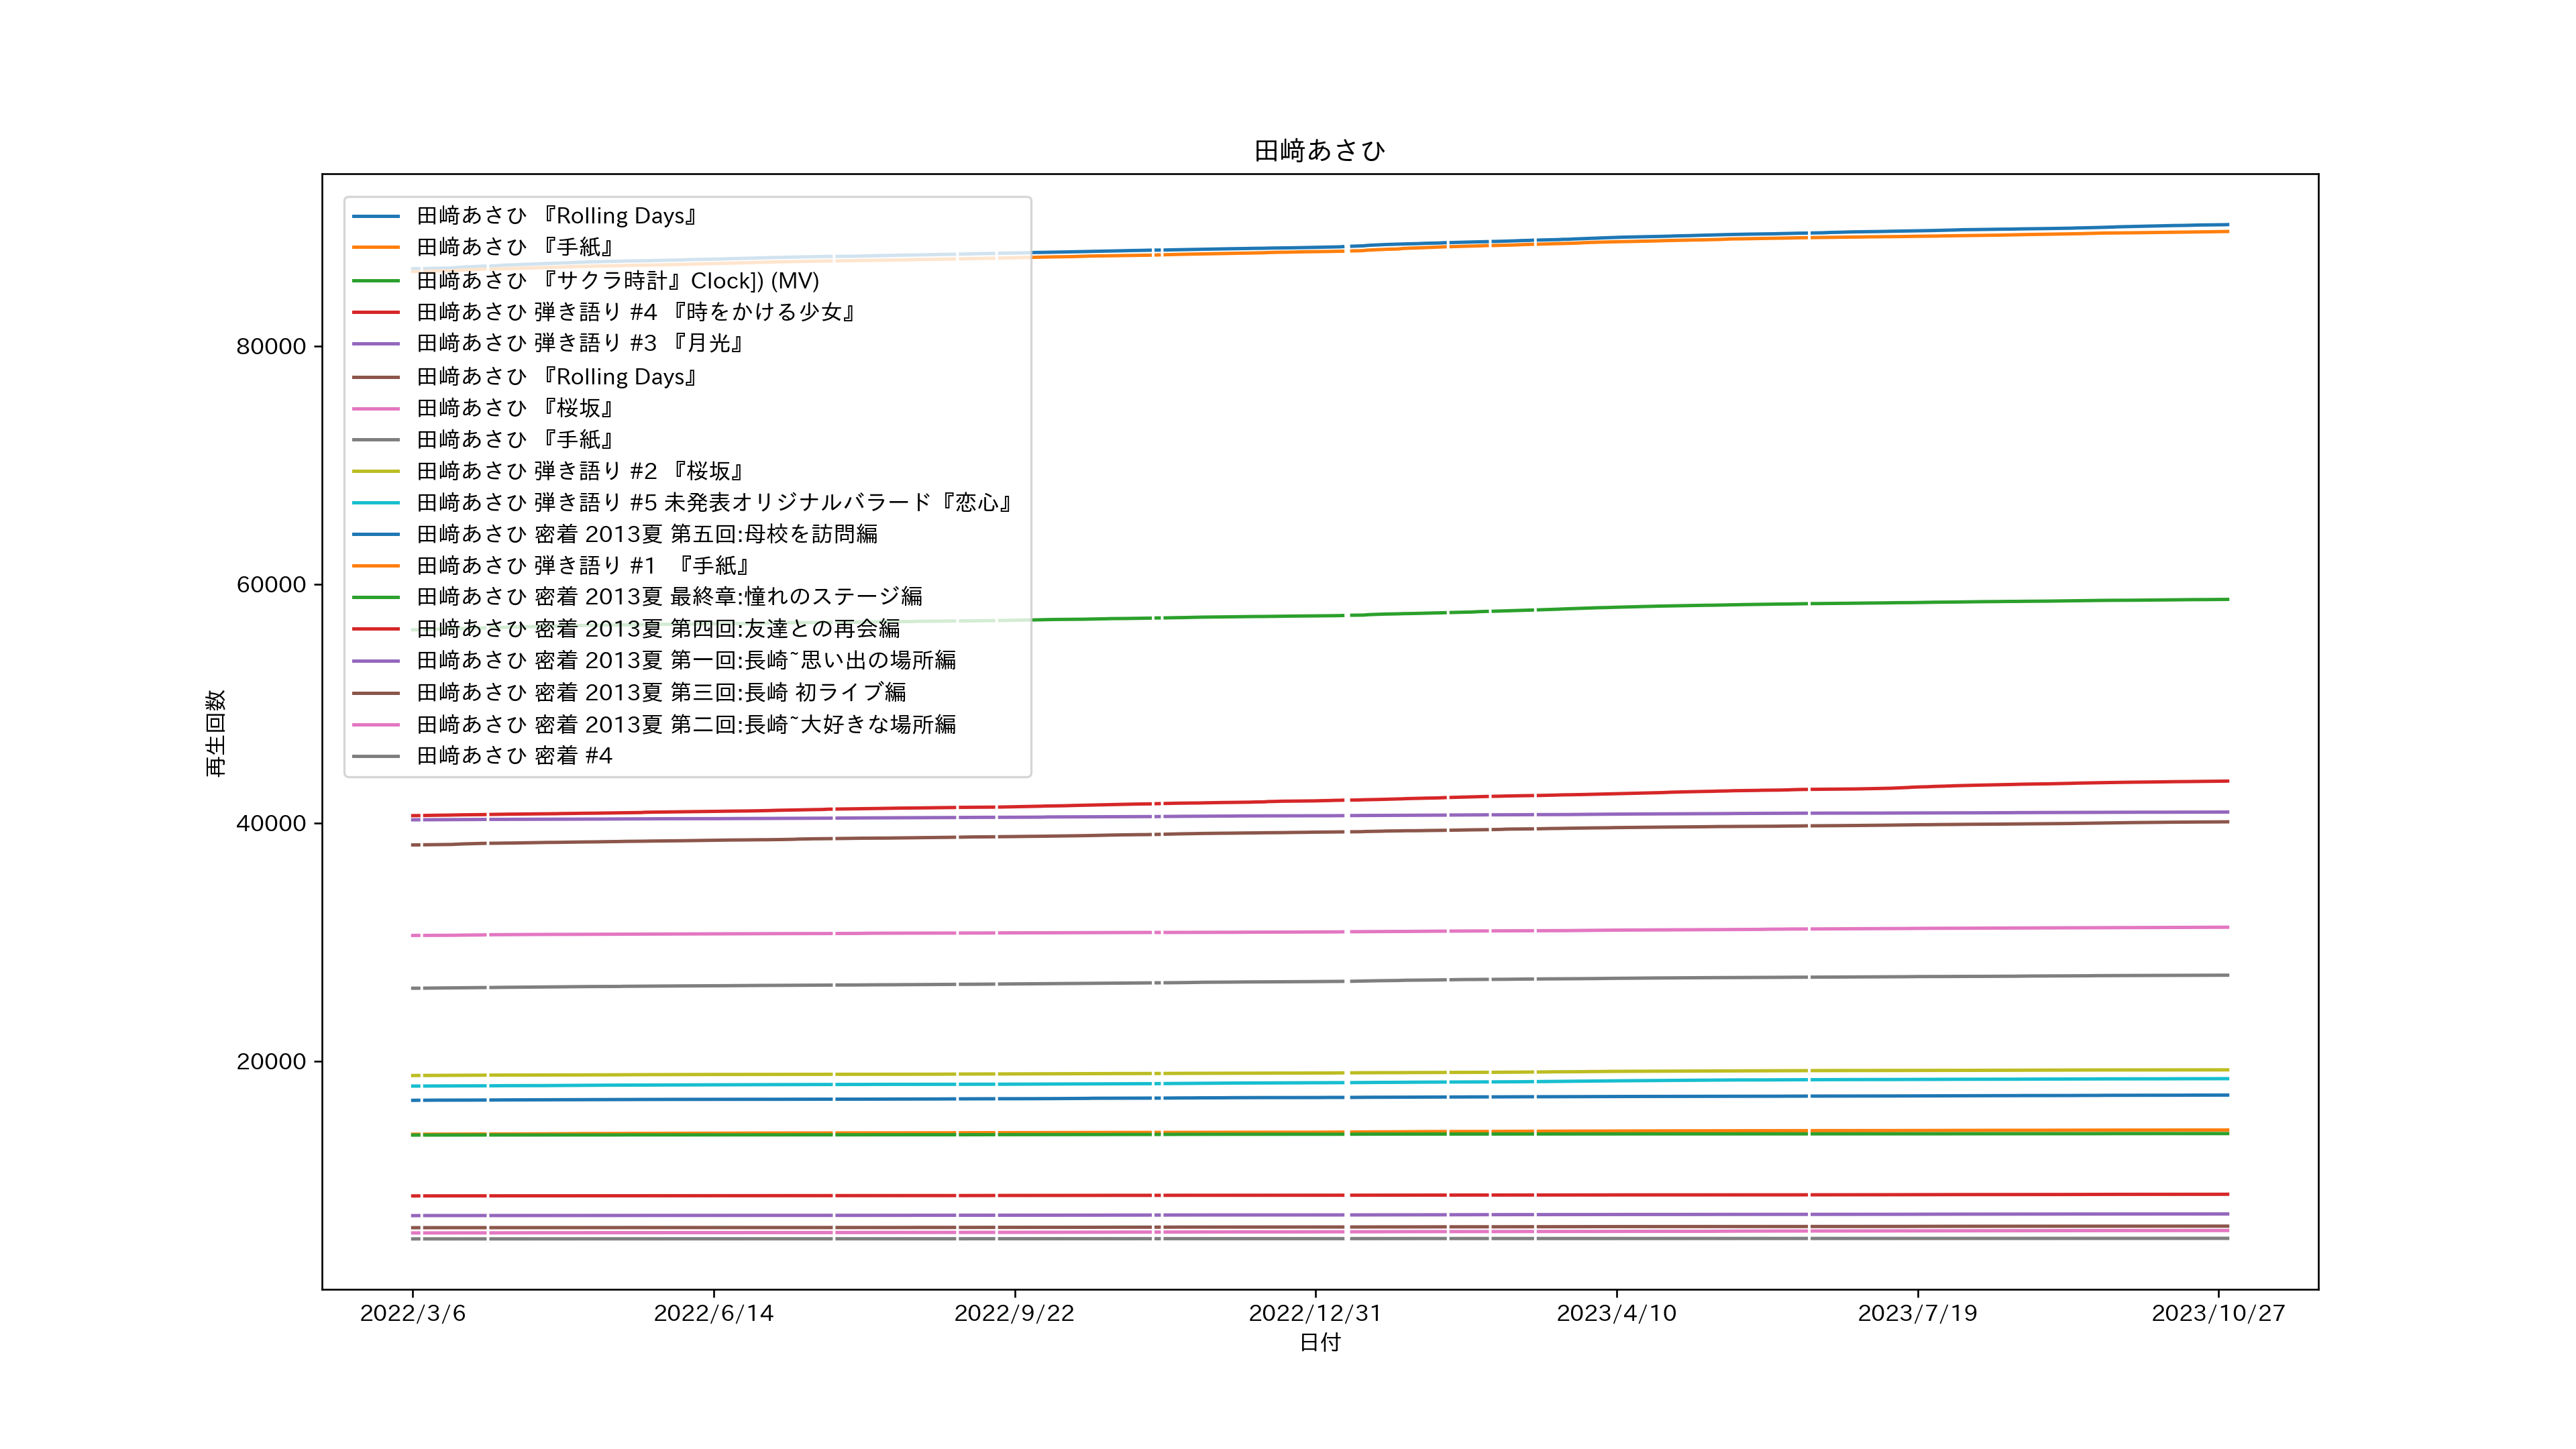 田﨑あさひ
田﨑あさひ 『Rolling Days』
田﨑あさひ 『手紙』
田﨑あさひ 『サクラ時計』Clock]) (MV)
田﨑あさひ 弾き語り #4 『時をかける少女』
田﨑あさひ 弾き語り #3 『月光』
田﨑あさひ 『Rolling Days』
田﨑あさひ 『桜坂』
田﨑あさひ 『手紙』
田﨑あさひ 弾き語り #2 『桜坂』
田﨑あさひ 弾き語り #5 未発表オリジナルバラード『恋心』
田﨑あさひ 密着 2013夏 第五回:母校を訪問編
田﨑あさひ 弾き語り #1 『手紙』
田﨑あさひ 密着 2013夏 最終章:憧れのステージ編
田﨑あさひ 密着 2013夏 第四回:友達との再会編
田﨑あさひ 密着 2013夏 第一回:長崎~思い出の場所編
田﨑あさひ 密着 2013夏 第三回:長崎 初ライブ編
田﨑あさひ 密着 2013夏 第二回:長崎~大好きな場所編
田﨑あさひ 密着 #4
再生回数
80000
60000
40000
20000
2022/3/6 2022/6/14 2022/9/22 2022/12/31 2023/4/10 2023/7/19 2023/10/27
日付